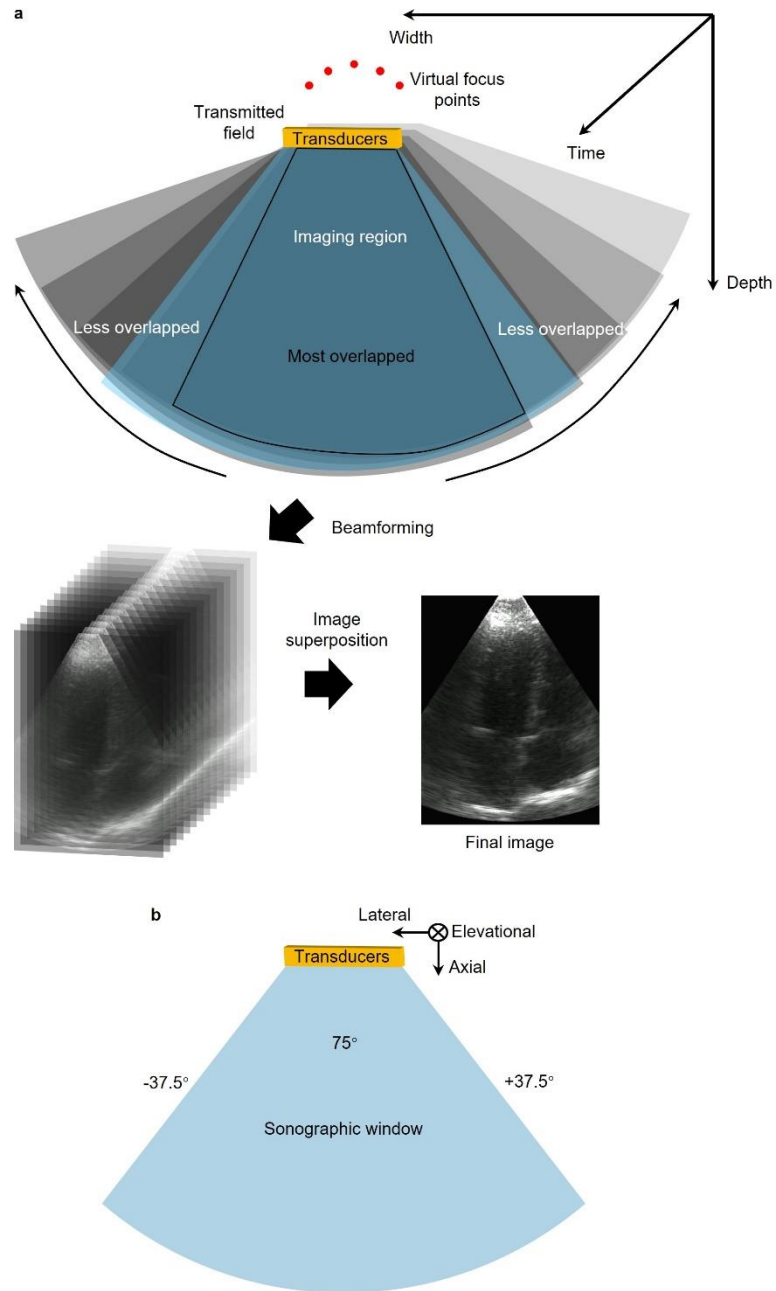 a
Width
Virtual focus
points
Transmitted
field
Transducers
Time
Imaging region
Depth
Less overlapped
Less overlapped
Most overlapped
Beamforming
Image
superposition
Final image
b
Lateral
Elevational
Transducers
Axial
75°
-37.5°
+37.5°
Sonographic window